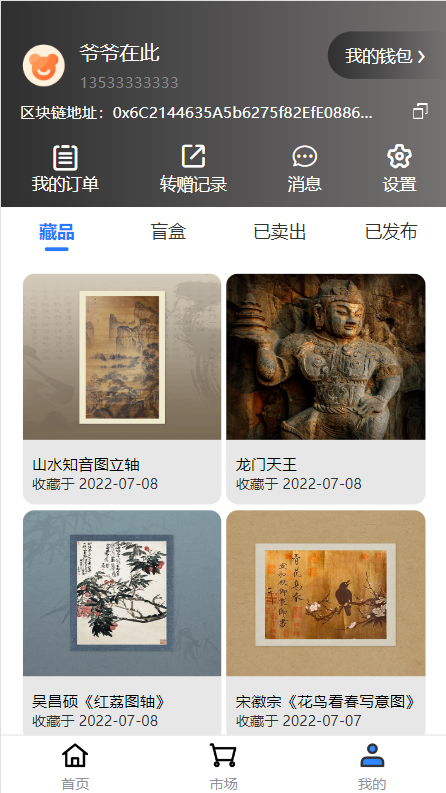 爷爷在此
我的钱包
13533333333
区块链地址：0x6C2144635A5b6275f82EfE0886...
我的订单 转赠记录 消息 设置
藏品 盲盒 已卖出 已发布
山水知音图立轴
收藏于 2022-07-08
龙门天王
收藏于 2022-07-08
吴昌硕《红荔图轴》
收藏于 2022-07-08
宋徽宗《花鸟看春写意图》
收藏于 2022-07-07
首页 市场 我的